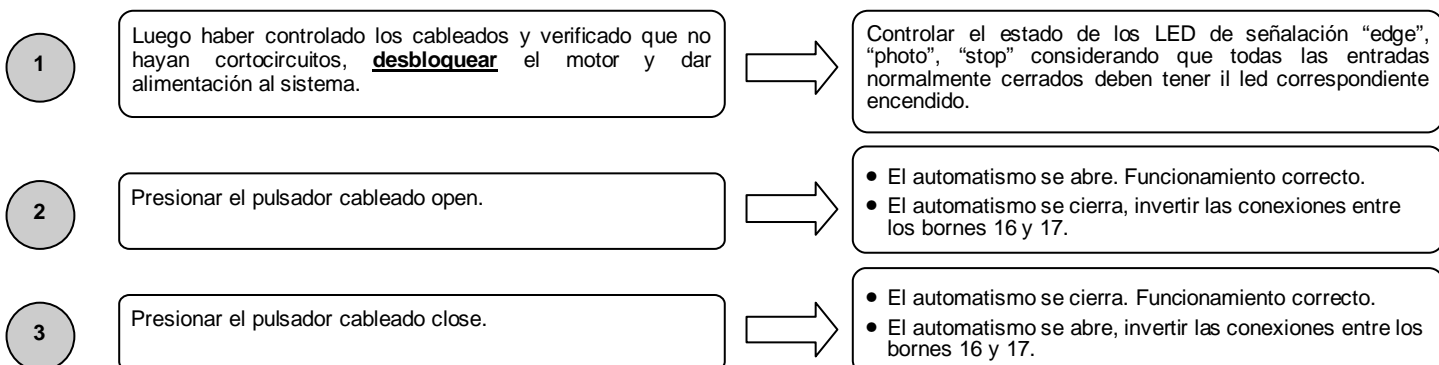 1
Luego haber controlado los cableados y verificado que no
hayan cortocircuitos, desbloquear el motor y dar
alimentación al sistema.
Controlar el estado de los LED de señalación “edge”,
“photo”, “stop” considerando que todas las entradas
normalmente cerrados deben tener il led correspondiente
encendido.
2
Presionar el pulsador cableado open.
• El automatismo se abre. Funcionamiento correcto.
• El automatismo se cierra, invertir las conexiones entre
los bornes 16 y 17.
3
Presionar el pulsador cableado close.
• El automatismo se cierra. Funcionamiento correcto.
• El automatismo se abre, invertir las conexiones entre los
bornes 16 y 17.